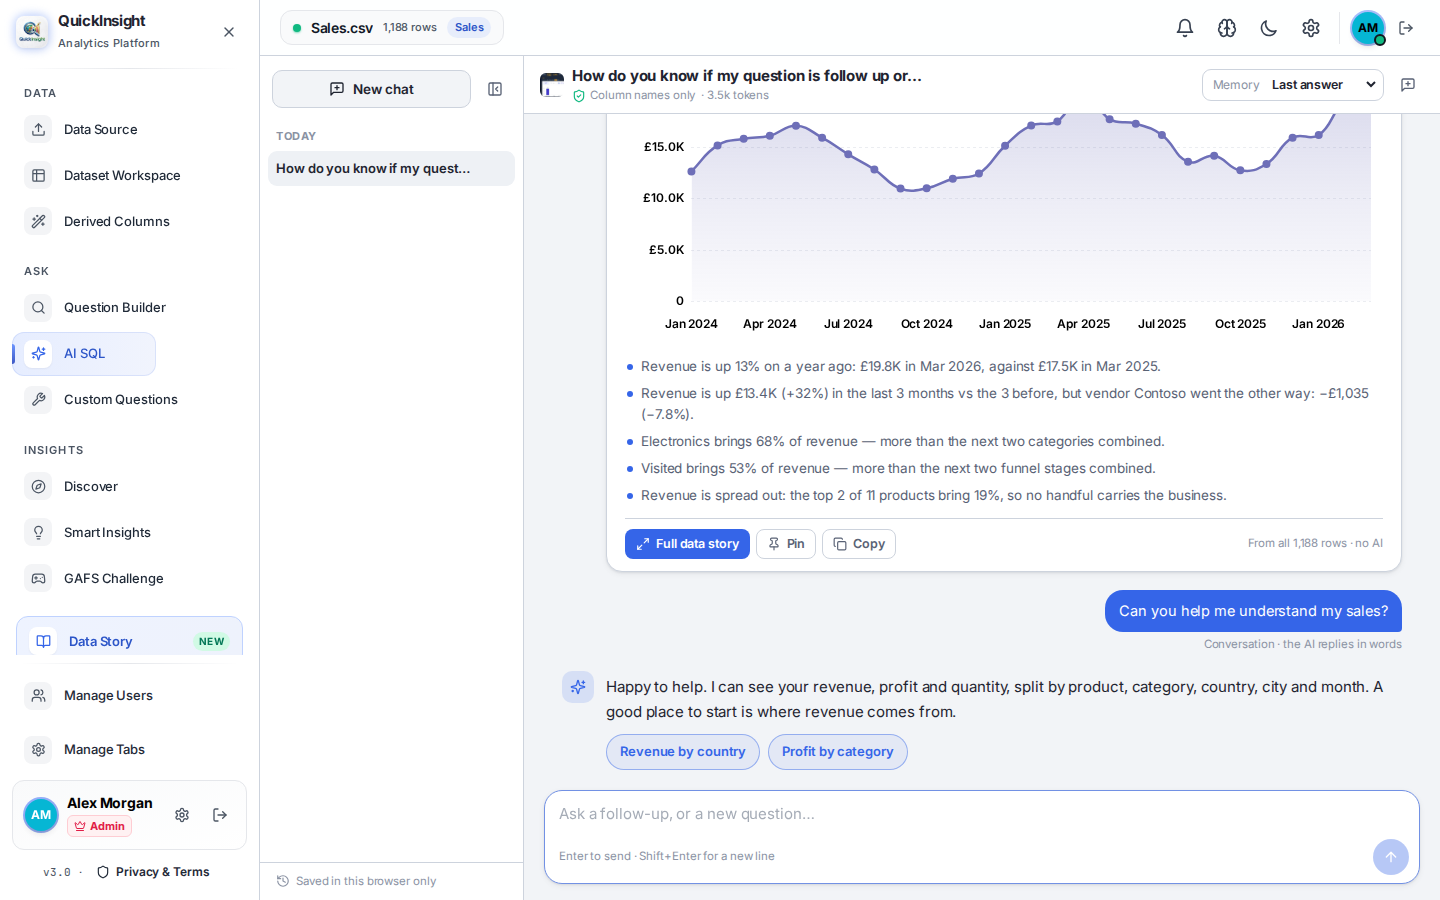 QuickInsight
Analytics Platform
DATA
Data Source
Dataset Workspace
Derived Columns
ASK
Question Builder
AI SQL
Custom Questions
INSIGHTS
Discover
Smart Insights
GAFS Challenge
Data Story
NEW
Manage Users
Manage Tabs
AM
Alex Morgan
Admin
v3.0 ·
Privacy & Terms
Sales.csv
1,188 rows
Sales
AM
New chat
TODAY
How do you know if my quest...
Saved in this browser only
How do you know if my question is follow up or...
Column names only · 3.5k tokens
Memory
Last answer
£15.0K
£10.0K
£5.0K
0
Jan 2024
Apr 2024
Jul 2024
Oct 2024
Jan 2025
Apr 2025
Jul 2025
Oct 2025
Jan 2026
Revenue is up 13% on a year ago: £19.8K in Mar 2026, against £17.5K in Mar 2025.
Revenue is up £13.4K (+32%) in the last 3 months vs the 3 before, but vendor Contoso went the other way: −£1,035
(−7.8%).
Electronics brings 68% of revenue — more than the next two categories combined.
Visited brings 53% of revenue — more than the next two funnel stages combined.
Revenue is spread out: the top 2 of 11 products bring 19%, so no handful carries the business.
Full data story
Pin
Copy
From all 1,188 rows · no AI
Can you help me understand my sales?
Conversation · the AI replies in words
Happy to help. I can see your revenue, profit and quantity, split by product, category, country, city and month. A
good place to start is where revenue comes from.
Revenue by country
Profit by category
Ask a follow-up, or a new question...
Enter to send · Shift+Enter for a new line